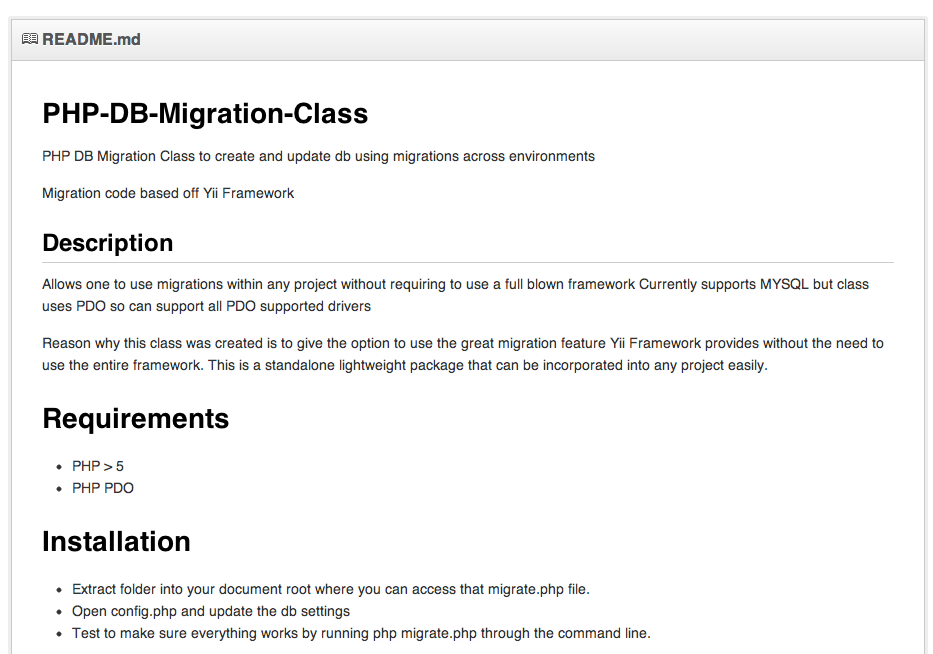 README.md
PHP-DB-Migration-Class
PHP DB Migration Class to create and update db using migrations across environments
Migration code based off Yii Framework
Description
Allows one to use migrations within any project without requiring to use a full blown framework Currently supports MYSQL but class
uses PDO so can support all PDO supported drivers
Reason why this class was created is to give the option to use the great migration feature Yii Framework provides without the need to
use the entire framework. This is a standalone lightweight package that can be incorporated into any project easily.
Requirements
• PHP > 5
• PHP PDO
Installation
• Extract folder into your document root where you can access that migrate.php file.
• Open config.php and update the db settings
• Test to make sure everything works by running php migrate.php through the command line.